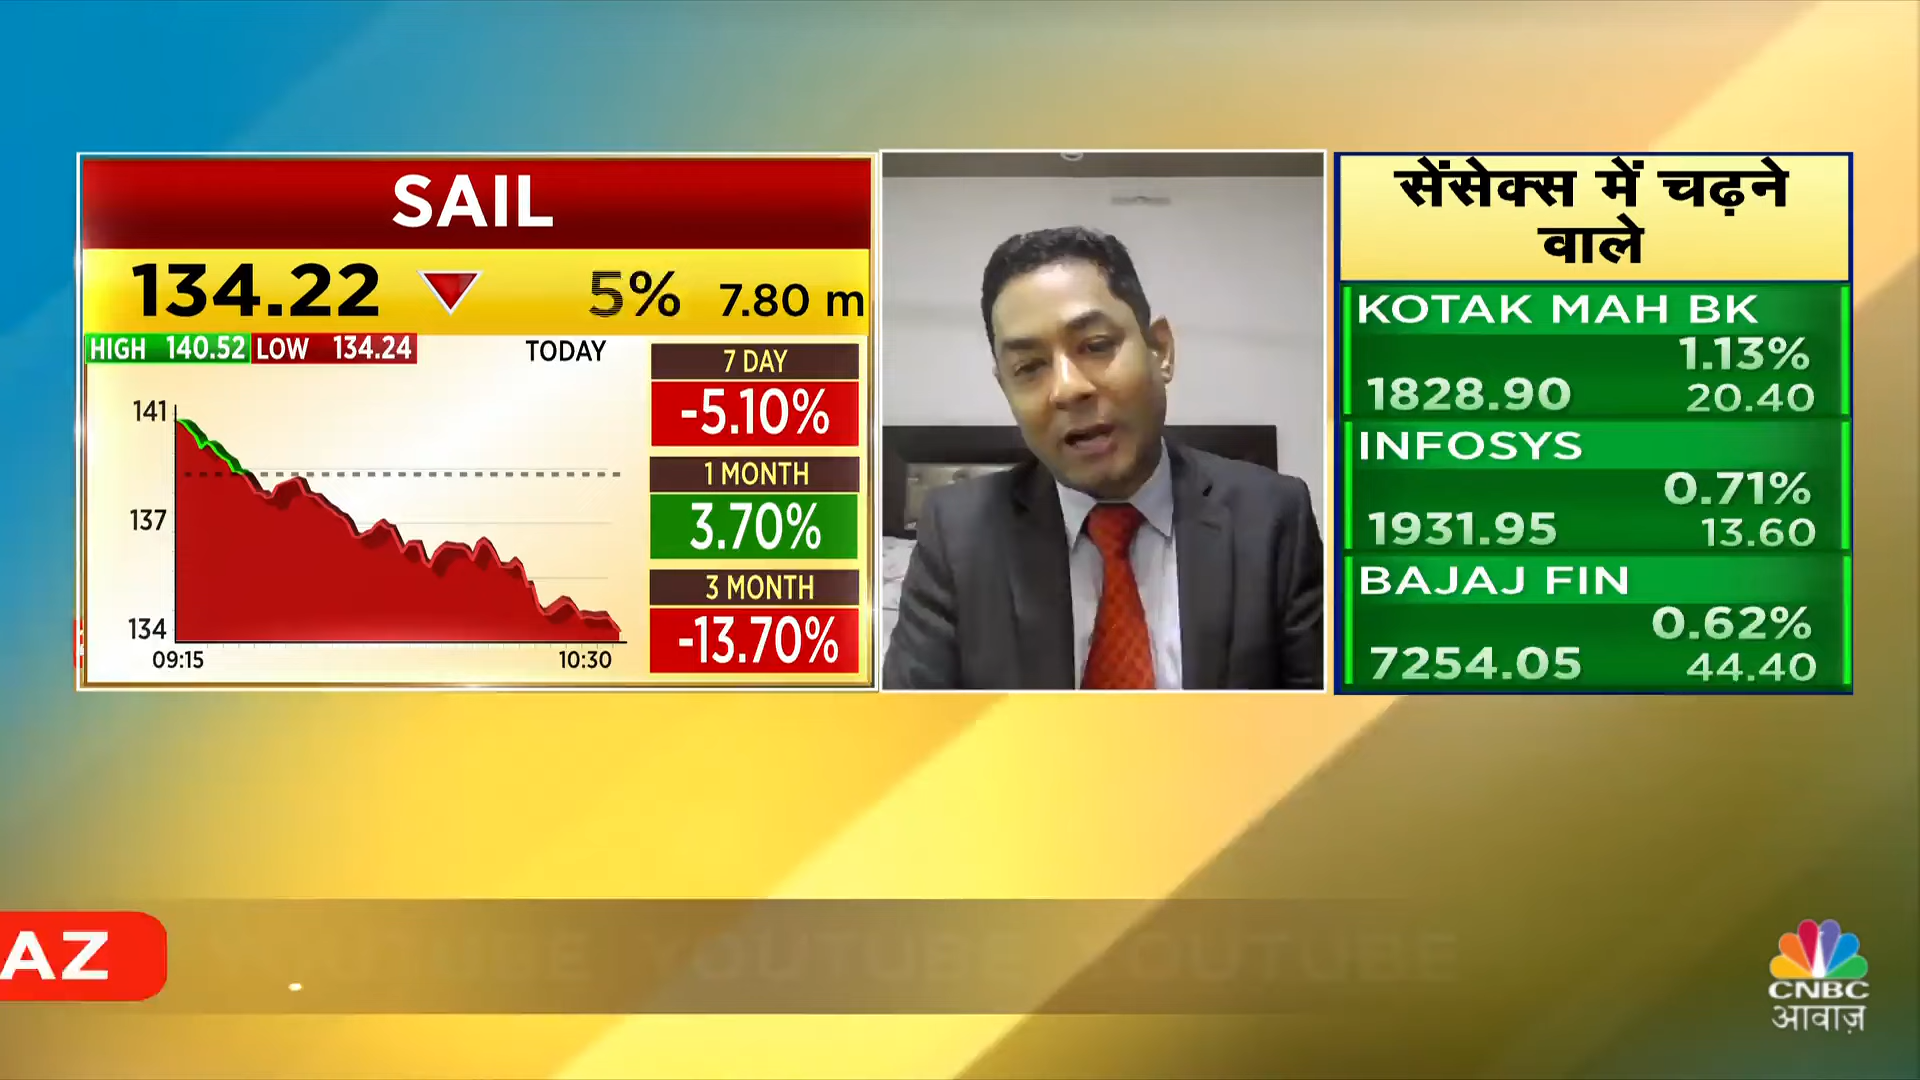 SAIL
134.22 5% 7.80 m
HIGH 140.52 LOW 134.24 TODAY
141
137
134
09:15 10:30
7 DAY
-5.10%
1 MONTH
3.70%
3 MONTH
-13.70%
सेंसेक्स में चढ़ने
वाले
KOTAK MAH BK
1.13%
1828.90 20.40
INFOSYS
0.71%
1931.95 13.60
BAJAJ FIN
0.62%
7254.05 44.40
AZ
YOUTUBE
CNBC
आवाज़